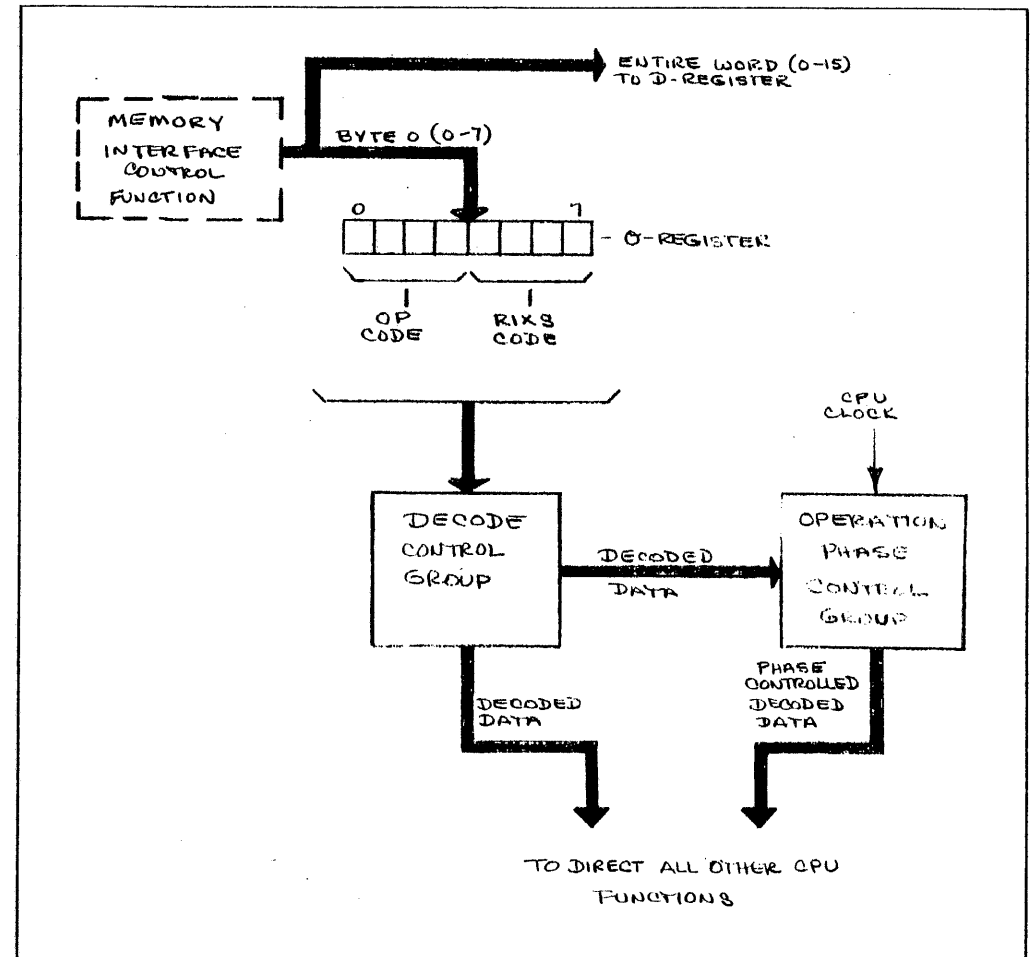 ENTIRE WORD (0-15)
TO D-REGISTER
MEMORY
INTERFACE
CONTROL
FUNCTION
BYTE 0 (0-7)
0 7
- O-REGISTER
OP
CODE
RIXS
CODE
CPU
CLOCK
DECODE
CONTROL
GROUP
DECODED
DATA
OPERATION
PHASE
CONTROL
GROUP
DECODED
DATA
PHASE
CONTROLLED
DECODED
DATA
TO DIRECT ALL OTHER CPU
FUNCTIONS